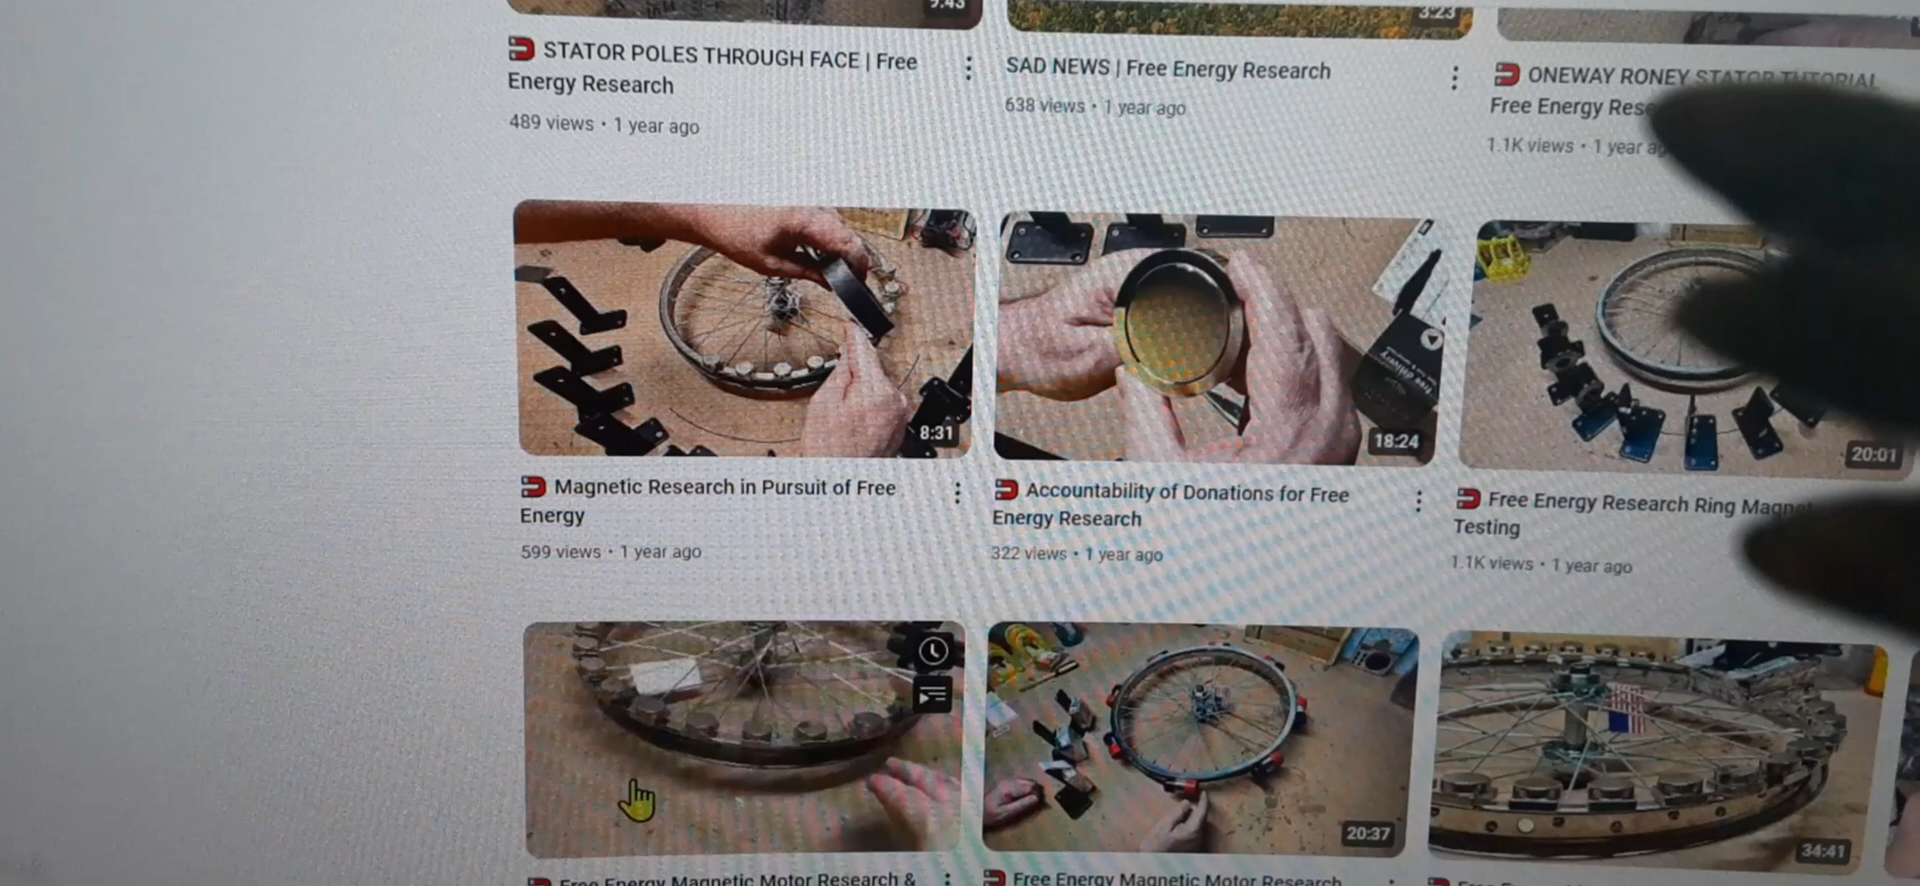 9:43
3:23
STATOR POLES THROUGH FACE | Free
Energy Research
489 views • 1 year ago
SAD NEWS | Free Energy Research
638 views • 1 year ago
ONEWAY RONEY STATOR TUTORIAL
Free Energy
1.1K views • 1 year
8:31
18:24
free delivery
20:01
Magnetic Research in Pursuit of Free
Energy
599 views • 1 year ago
Accountability of Donations for Free
Energy Research
322 views • 1 year ago
Free Energy Research Ring
Testing
1.1K views • 1 year ago
20:37
34:41
Free Energy Magnetic Motor Research &
Free Energy Magnetic Motor Research